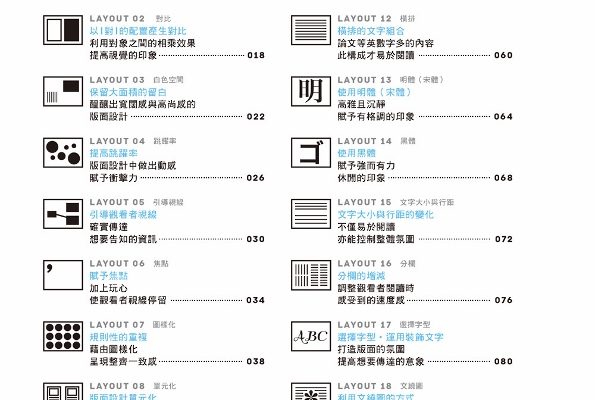 LAYOUT 02 對比
以1對1的配置產生對比
利用對象之間的相乘效果
提高視覺的印象 018
LAYOUT 03 白色空間
保留大面積的留白
醞釀出寬闊感與高尚感的
版面設計 022
LAYOUT 04 跳躍率
提高跳躍率
版面設計中做出動感
賦予衝擊力 026
LAYOUT 05 引導視線
引導觀看者視線
確實傳達
想要告知的資訊 030
LAYOUT 06 焦點
賦予焦點
加上玩心
使觀看者視線停留 034
LAYOUT 07 圖樣化
規則性的重複
藉由圖樣化
呈現整齊一致感 038
LAYOUT 08 單元化
版面設計單元化
LAYOUT 12 橫排
橫排的文字組合
論文等英數字多的內容
此構成才易於閱讀 060
明
LAYOUT 13 明體（宋體）
使用明體（宋體）
高雅且沉靜
賦予有格調的印象 064
ゴ
LAYOUT 14 黑體
使用黑體
賦予強而有力
休閒的印象 068
LAYOUT 15 文字大小與行距
文字大小與行距的變化
不僅易於閱讀
亦能控制整體氛圍 072
LAYOUT 16 分欄
分欄的增減
調整觀看者閱讀時
感受到的速度感 076
ABC
LAYOUT 17 選擇字型
選擇字型・運用裝飾文字
打造版面的氛圍
提高想要傳達的意象 080
LAYOUT 18 文繞圖
利用文繞圖的方式